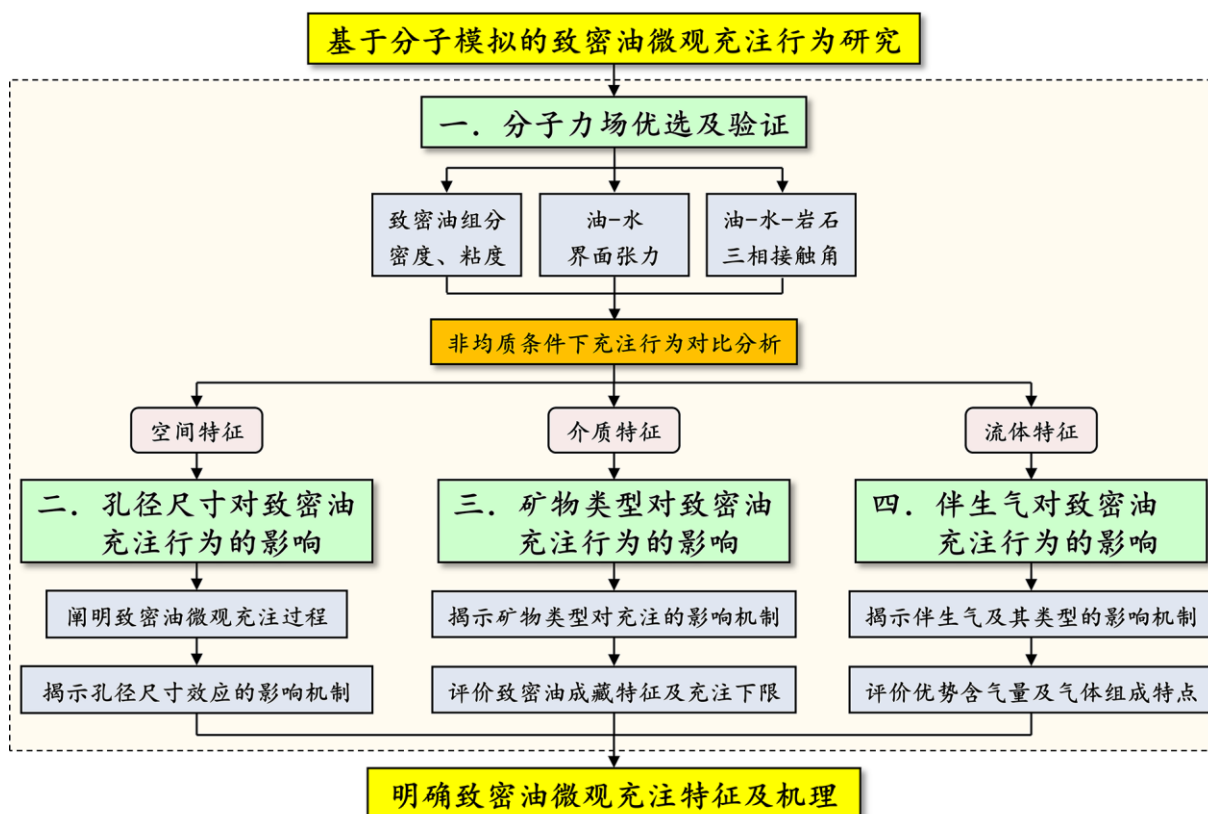 基于分子模拟的致密油微观充注行为研究
一．分子力场优选及验证
致密油组分
密度、粘度
油-水
界面张力
油-水-岩石
三相接触角
非均质条件下充注行为对比分析
空间特征
介质特征
流体特征
二．孔径尺寸对致密油
充注行为的影响
三．矿物类型对致密油
充注行为的影响
四．伴生气对致密油
充注行为的影响
阐明致密油微观充注过程
揭示矿物类型对充注的影响机制
揭示伴生气及其类型的影响机制
揭示孔径尺寸效应的影响机制
评价致密油成藏特征及充注下限
评价优势含气量及气体组成特点
明确致密油微观充注特征及机理